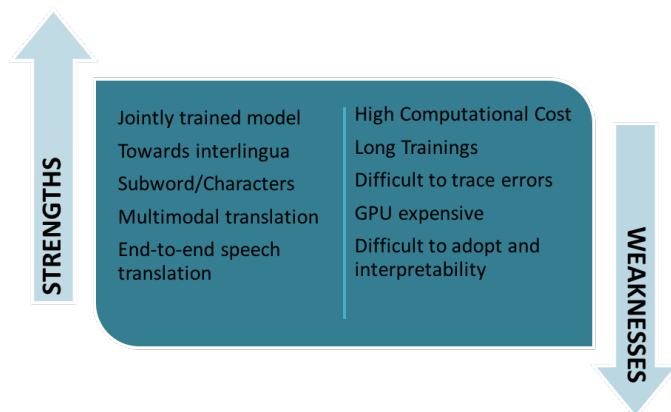 STRENGTHS
Jointly trained model
Towards interlingua
Subword/Characters
Multimodal translation
End-to-end speech
translation
High Computational Cost
Long Trainings
Difficult to trace errors
GPU expensive
Difficult to adopt and
interpretability
WEAKNESSES